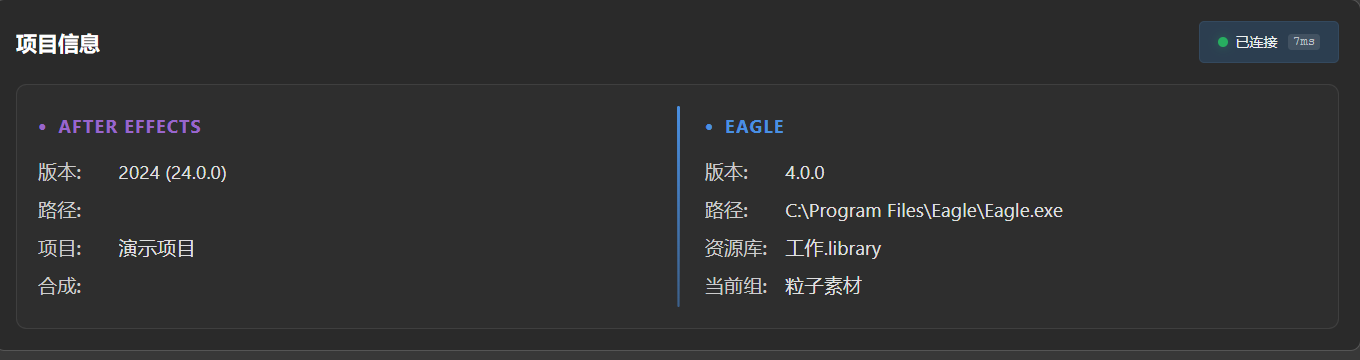 项目信息
已连接 7ms
• AFTER EFFECTS
版本: 2024 (24.0.0)
路径:
项目: 演示项目
合成:
• EAGLE
版本: 4.0.0
路径: C:\Program Files\Eagle\Eagle.exe
资源库: 工作.library
当前组: 粒子素材